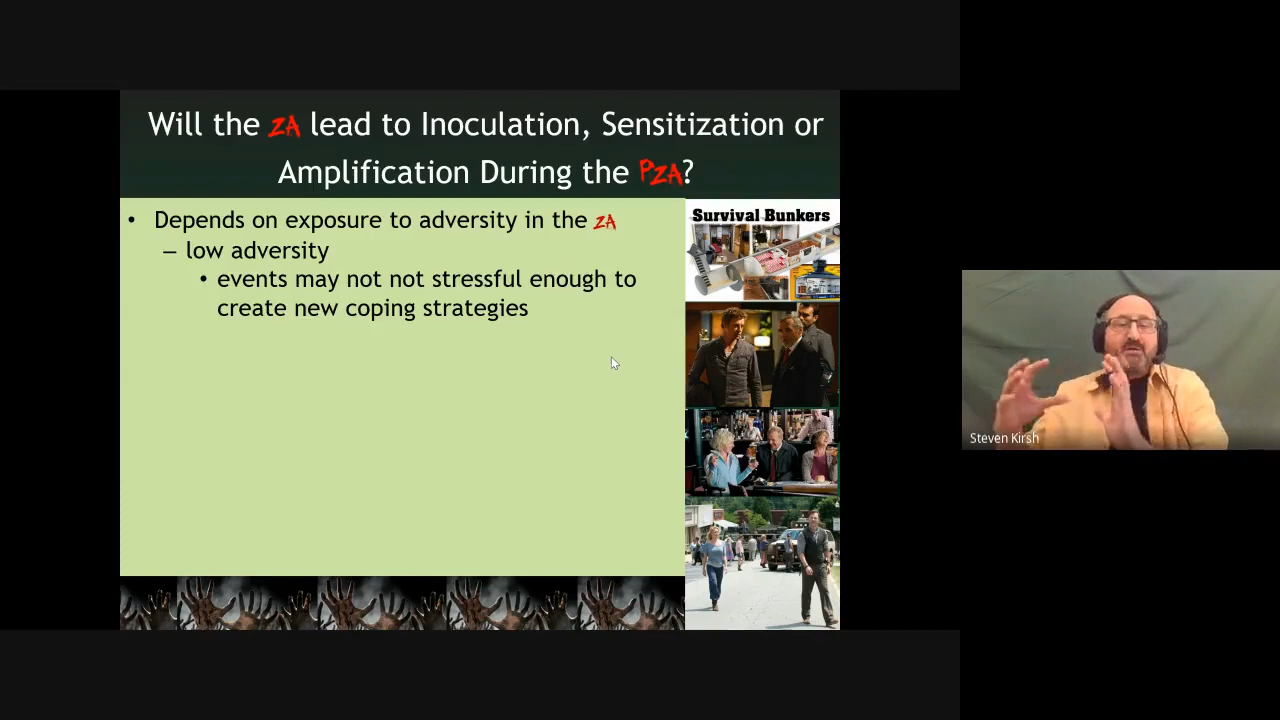 Will the ZA lead to Inoculation, Sensitization or
Amplification During the PZA?
• Depends on exposure to adversity in the ZA
– low adversity
• events may not not stressful enough to
create new coping strategies
Survival Bunkers
Steven Kirsh